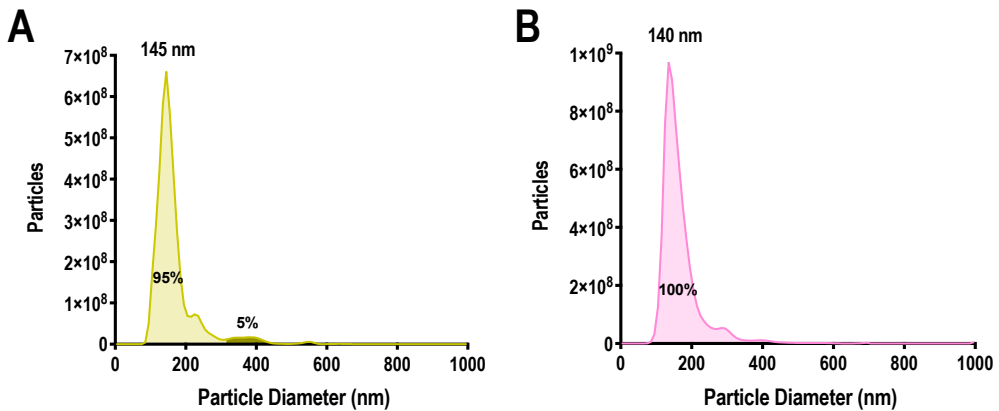 A
145 nm
7×10⁸
6×10⁸
5×10⁸
4×10⁸
3×10⁸
2×10⁸
1×10⁸
0
Particles
95%
5%
0 200 400 600 800 1000
Particle Diameter (nm)
B
140 nm
1×10⁹
8×10⁸
6×10⁸
4×10⁸
2×10⁸
0
Particles
100%
0 200 400 600 800 1000
Particle Diameter (nm)